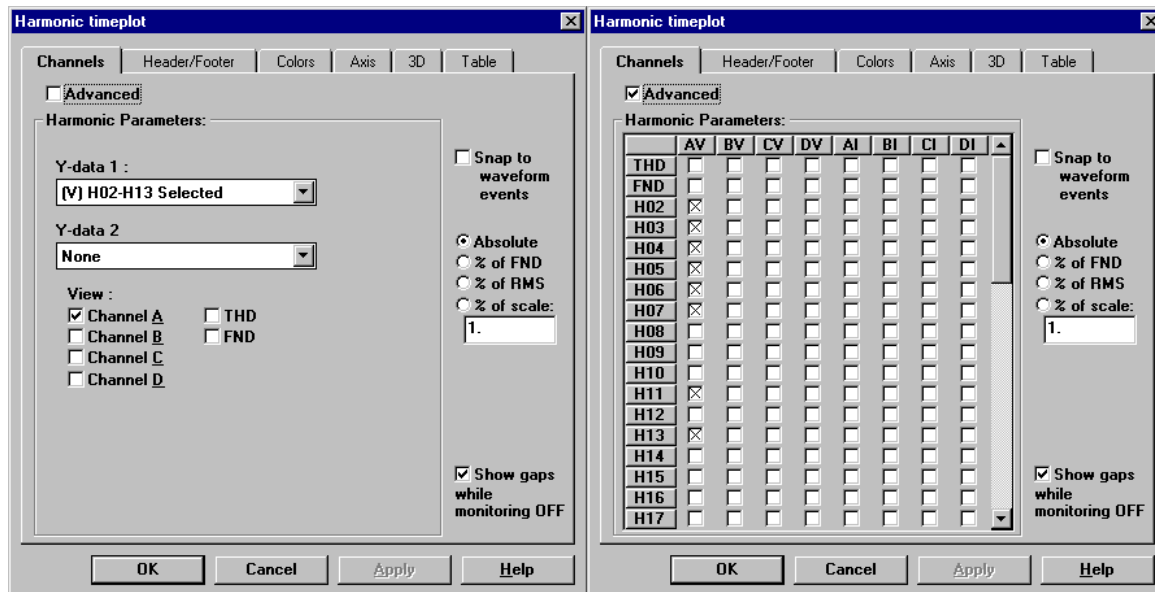 Harmonic timeplot
Channels Header/Footer Colors Axis 3D Table
Advanced
Harmonic Parameters:
Y-data 1 :
(V) H02-H13 Selected
Y-data 2
None
View :
Channel A THD
Channel B FND
Channel C
Channel D
Snap to
waveform
events
Absolute
% of FND
% of RMS
% of scale:
1.
Show gaps
while
monitoring OFF
OK Cancel Apply Help
Harmonic timeplot
Channels Header/Footer Colors Axis 3D Table
Advanced
Harmonic Parameters:
AV BV CV DV AI BI CI DI
THD
FND
H02
H03
H04
H05
H06
H07
H08
H09
H10
H11
H12
H13
H14
H15
H16
H17
Snap to
waveform
events
Absolute
% of FND
% of RMS
% of scale:
1.
Show gaps
while
monitoring OFF
OK Cancel Apply Help